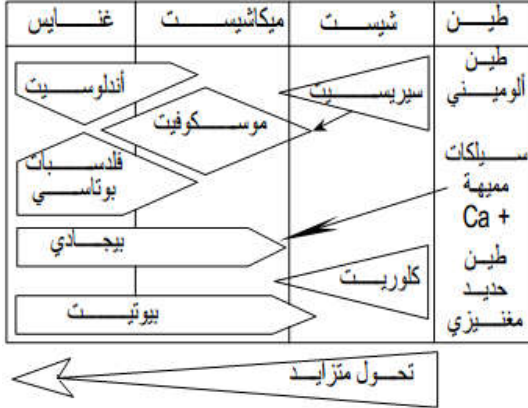 طين شيست ميكاشيست غنايس
طين
ألوميني
سيريسيت
أندلوسيت
موسكوفيت
سيلكات
مميهة
Ca +
فلدسبات
بوتاسي
بيجادي
طين
حديد
مغنيزي
كلوريت
بيوتيت
تحول متزايد